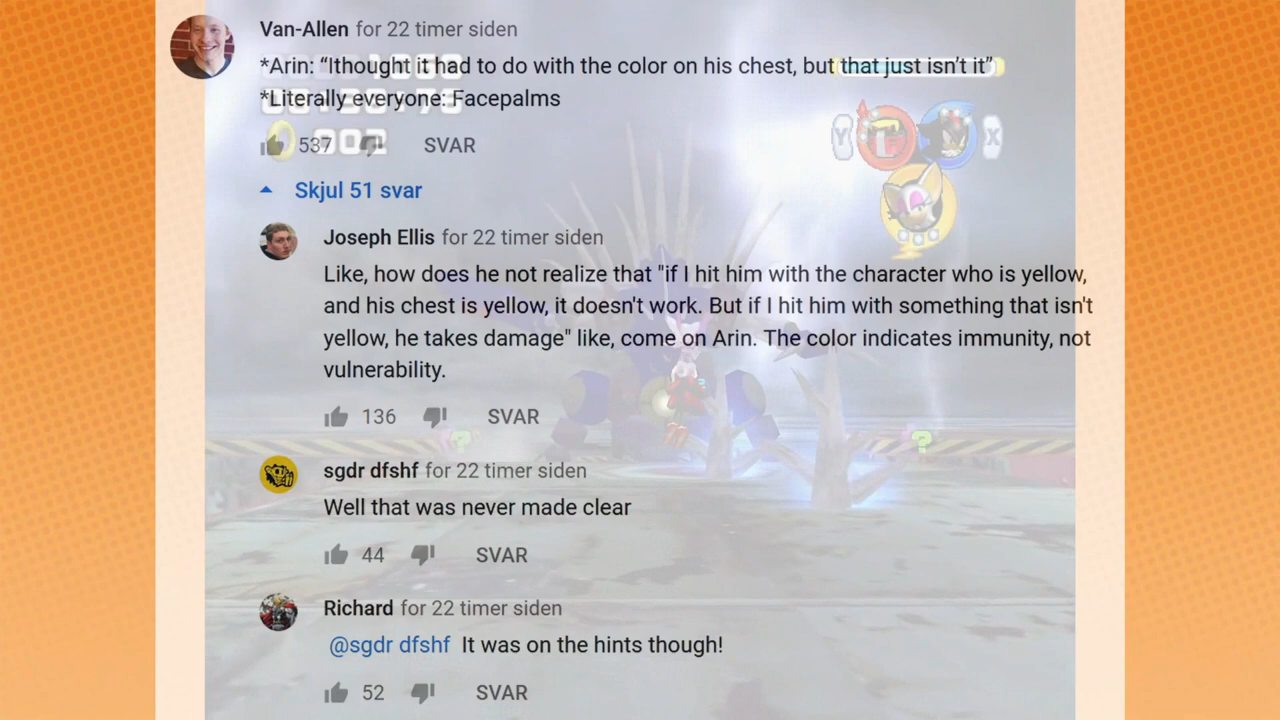 Van-Allen for 22 timer siden
*Arin: “Ithought it had to do with the color on his chest, but that just isn’t it”
*Literally everyone: Facepalms
537 SVAR
002
Y X
Skjul 51 svar
Joseph Ellis for 22 timer siden
Like, how does he not realize that "if I hit him with the character who is yellow,
and his chest is yellow, it doesn't work. But if I hit him with something that isn't
yellow, he takes damage" like, come on Arin. The color indicates immunity, not
vulnerability.
136 SVAR
? ?
sgdr dfshf for 22 timer siden
Well that was never made clear
44 SVAR
Richard for 22 timer siden
@sgdr dfshf It was on the hints though!
52 SVAR